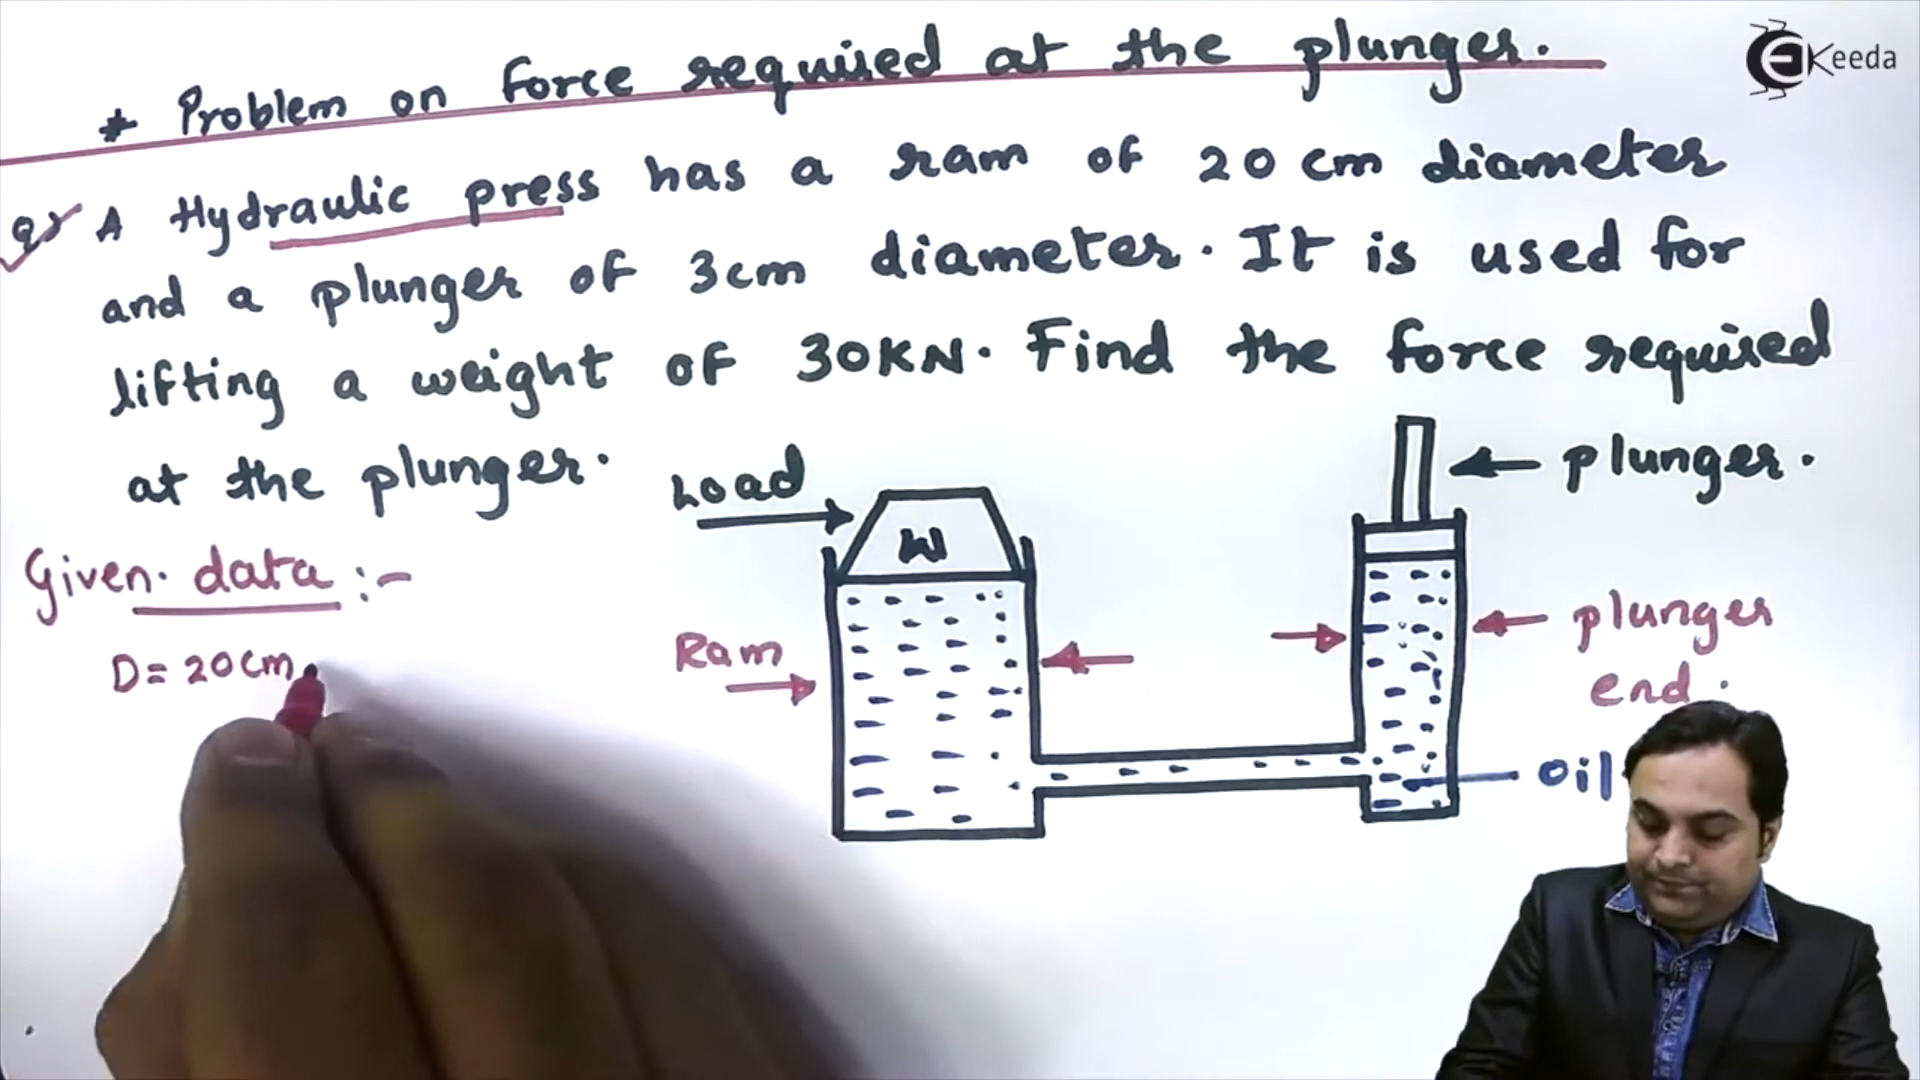 * Problem on force required at the plunger.
EKeeda
Q> A Hydraulic press has a ram of 20 cm diameter
and a plunger of 3cm diameter. It is used for
lifting a weight of 30KN. Find the force required
at the plunger.
Load
plunger.
W
Given data :-
D = 20cm
Ram
plunger
end.
oil